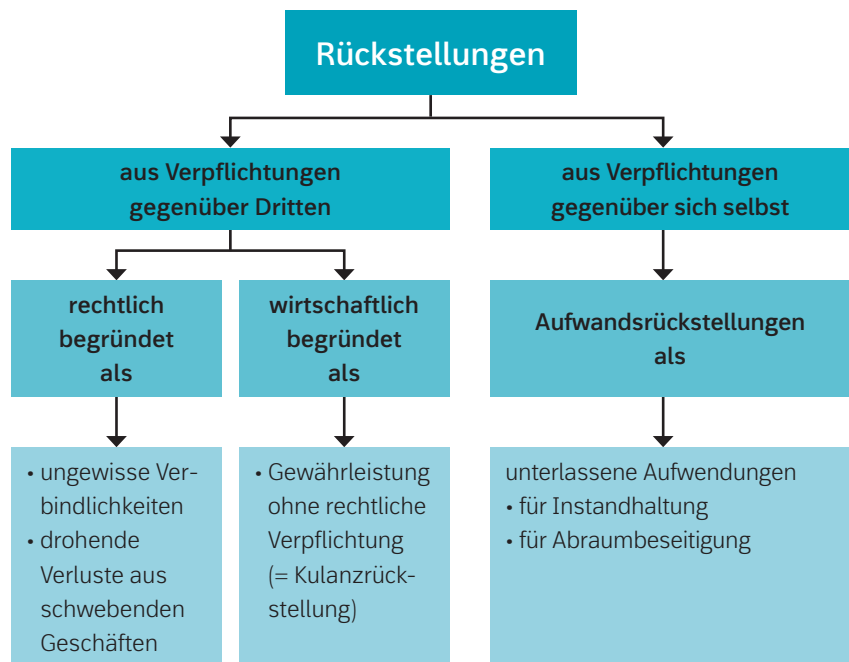 Rückstellungen
aus Verpflichtungen
gegenüber Dritten
aus Verpflichtungen
gegenüber sich selbst
rechtlich
begründet
als
wirtschaftlich
begründet
als
Aufwandsrückstellungen
als
• ungewisse Ver-
bindlichkeiten
• drohende
Verluste aus
schwebenden
Geschäften
• Gewährleistung
ohne rechtliche
Verpflichtung
(= Kulanzrück-
stellung)
unterlassene Aufwendungen
• für Instandhaltung
• für Abraumbeseitigung